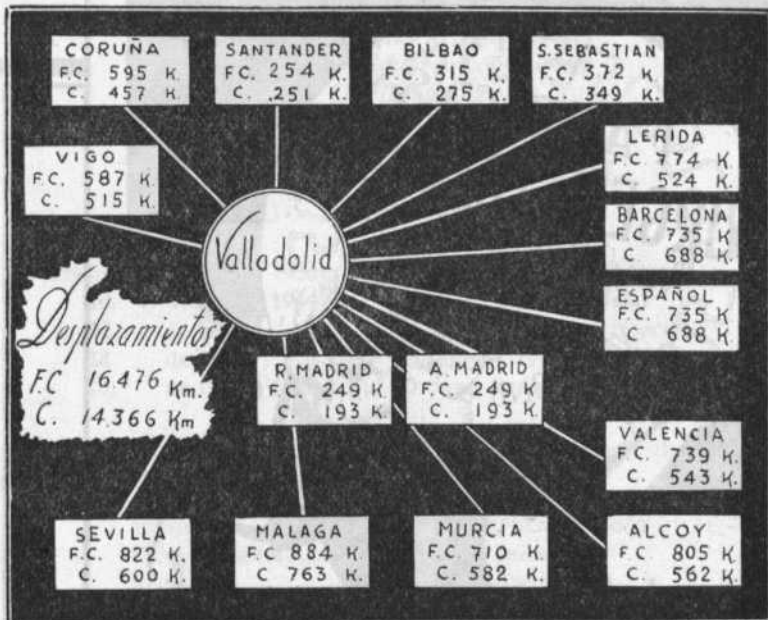 CORUÑA
F.C. 595 K.
C. 457 K.
SANTANDER
F.C. 254 K.
C. .251 K.
BILBAO
F.C. 315 K.
C. 275 K.
S.SEBASTIAN
F.C. 372 K.
C. 349 K.
VIGO
F.C. 587 K.
C. 515 K.
LERIDA
F.C. 774 K.
C. 524 K.
Valladolid
BARCELONA
F.C. 735 K.
C 688 K.
ESPAÑOL
F.C. 735 K.
C 688 K.
Desplazamientos
F.C 16.476 Km.
C. 14.366 Km
R. MADRID
F.C. 249 K.
C. 193 K.
A. MADRID
F.C. 249 K.
C. 193 K.
VALENCIA
F.C. 739 K.
C. 543 K.
SEVILLA
F.C. 822 K.
C. 600 K.
MALAGA
F.C 884 K.
C 763 K.
MURCIA
F.C. 710 K.
C. 582 K.
ALCOY
F.C. 805 K.
C. 562 K.